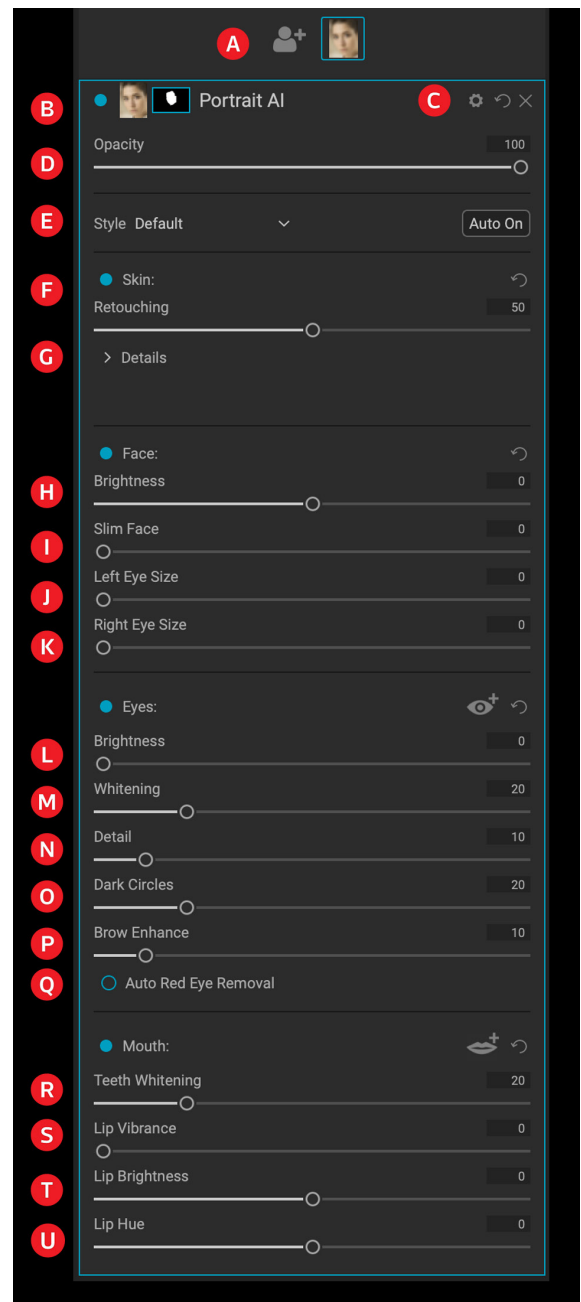 A
B Portrait AI C
Opacity 100
D
E Style Default Auto On
Skin:
F
Retouching 50
G Details
Face:
Brightness 0
H
Slim Face 0
I
Left Eye Size 0
J
Right Eye Size 0
K
Eyes:
Brightness 0
L
Whitening 20
M
Detail 10
N
Dark Circles 20
O
Brow Enhance 10
P
Q Auto Red Eye Removal
Mouth:
Teeth Whitening 20
R
Lip Vibrance 0
S
Lip Brightness 0
T
Lip Hue 0
U